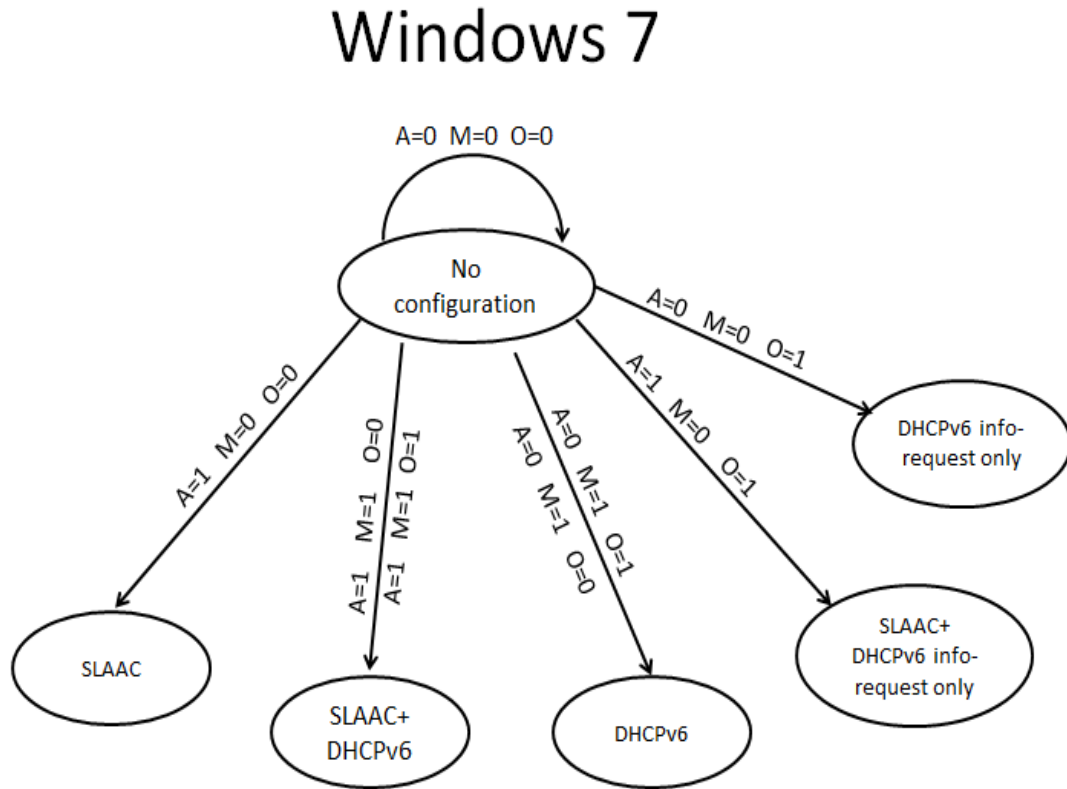 Windows 7
A=0 M=0 O=0
No
configuration
A=0 M=0 O=1
A=1 M=0 O=1
A=1 M=0 O=0
A=1 M=1 O=0
A=1 M=1 O=1
A=0 M=1 O=1
A=0 M=1 O=0
DHCPv6 info-
request only
SLAAC+
DHCPv6 info-
request only
SLAAC
SLAAC+
DHCPv6
DHCPv6